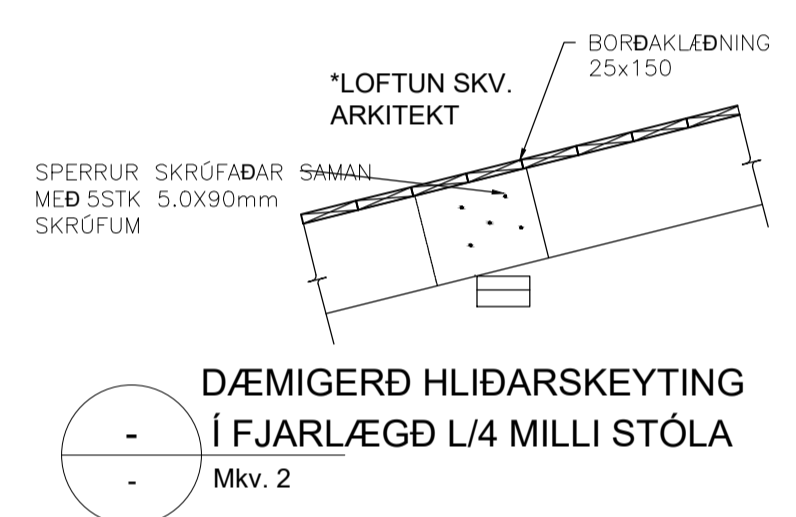 BORÐAKLÆÐNING
25x150
*LOFTUN SKV.
ARKITEKT
SPERRUR SKRÚFAÐAR SAMAN
MEÐ 5STK 5.0X90mm
SKRÚFUM
DÆMIGERÐ HLIÐARSKEYTING
Í FJARLÆGÐ L/4 MILLI STÓLA
-
-
Mkv. 2